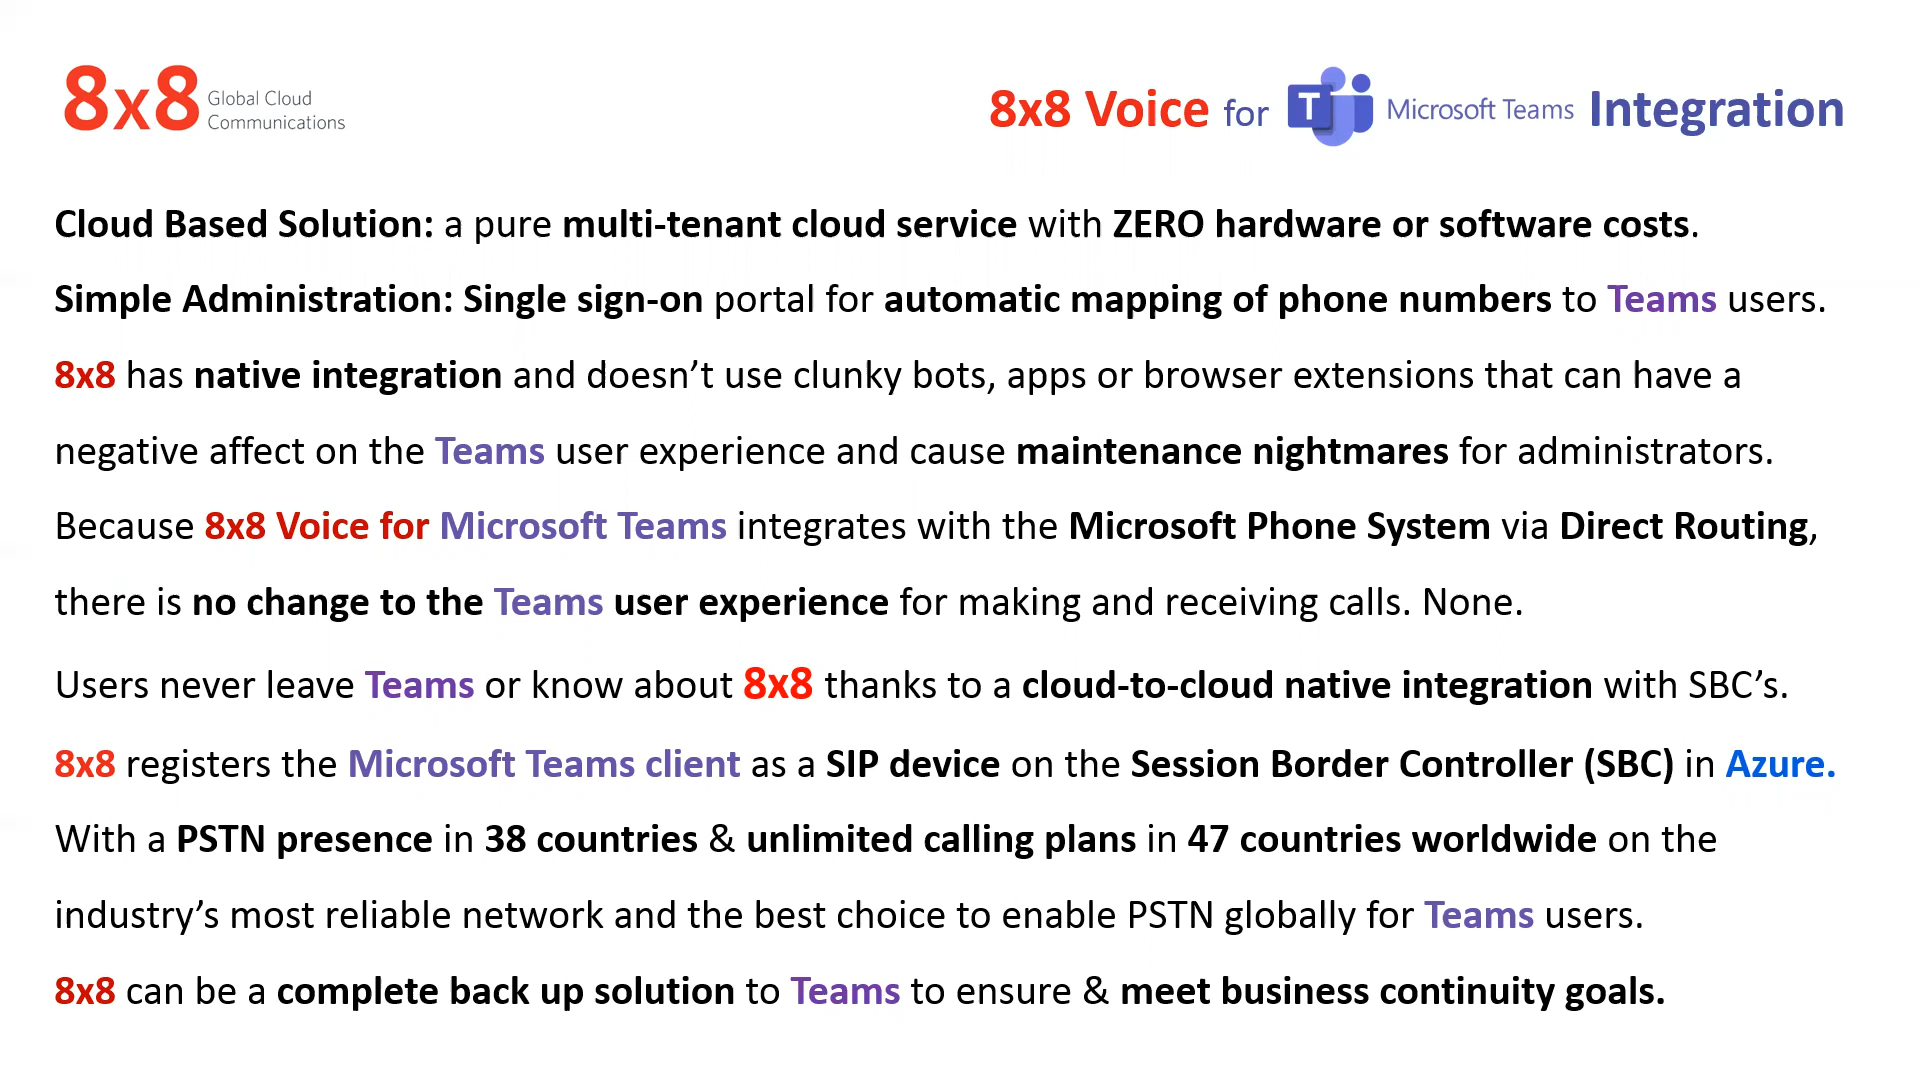 8x8 Global Cloud
Communications
8x8 Voice for T Microsoft Teams Integration
Cloud Based Solution: a pure multi-tenant cloud service with ZERO hardware or software costs.
Simple Administration: Single sign-on portal for automatic mapping of phone numbers to Teams users.
8x8 has native integration and doesn’t use clunky bots, apps or browser extensions that can have a
negative affect on the Teams user experience and cause maintenance nightmares for administrators.
Because 8x8 Voice for Microsoft Teams integrates with the Microsoft Phone System via Direct Routing,
there is no change to the Teams user experience for making and receiving calls. None.
Users never leave Teams or know about 8x8 thanks to a cloud-to-cloud native integration with SBC’s.
8x8 registers the Microsoft Teams client as a SIP device on the Session Border Controller (SBC) in Azure.
With a PSTN presence in 38 countries & unlimited calling plans in 47 countries worldwide on the
industry’s most reliable network and the best choice to enable PSTN globally for Teams users.
8x8 can be a complete back up solution to Teams to ensure & meet business continuity goals.